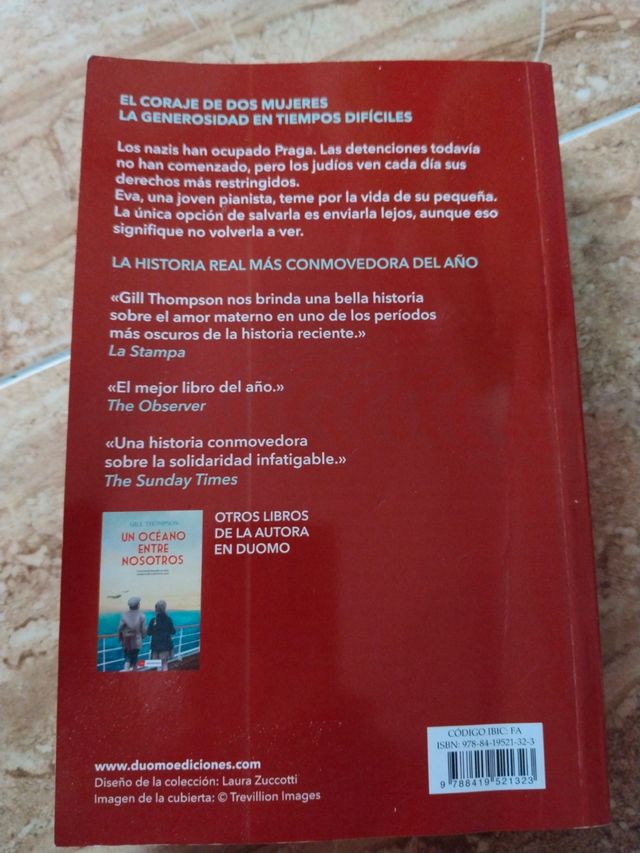 EL CORAJE DE DOS MUJERES
LA GENEROSIDAD EN TIEMPOS DIFÍCILES
Los nazis han ocupado Praga. Las detenciones todavía
no han comenzado, pero los judíos ven cada día sus
derechos más restringidos.
Eva, una joven pianista, teme por la vida de su pequeña.
La única opción de salvarla es enviarla lejos, aunque eso
signifique no volverla a ver.
LA HISTORIA REAL MÁS CONMOVEDORA DEL AÑO
«Gill Thompson nos brinda una bella historia
sobre el amor materno en uno de los períodos
más oscuros de la historia reciente.»
La Stampa
«El mejor libro del año.»
The Observer
«Una historia conmovedora
sobre la solidaridad infatigable.»
The Sunday Times
GILL THOMPSON
UN OCÉANO
ENTRE
NOSOTROS
OTROS LIBROS
DE LA AUTORA
EN DUOMO
www.duomoediciones.com
Diseño de la colección: Laura Zuccotti
Imagen de la cubierta: © Trevillion Images
CÓDIGO IBIC: FA
ISBN: 978-84-19521-32-3
9 788419 521323